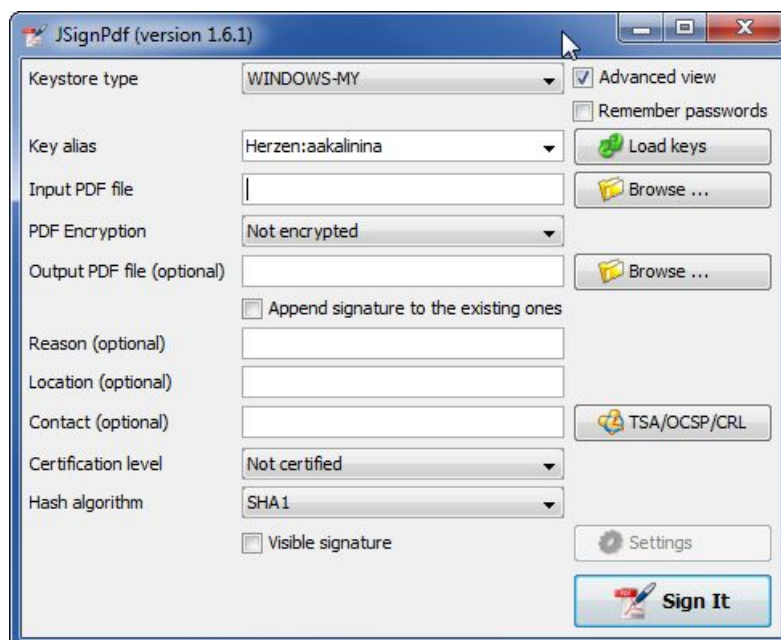 JSignPdf (version 1.6.1)
Keystore type WINDOWS-MY Advanced view
Remember passwords
Key alias Herzen:aakalinina Load keys
Input PDF file Browse ...
PDF Encryption Not encrypted
Output PDF file (optional) Browse ...
Append signature to the existing ones
Reason (optional)
Location (optional)
Contact (optional) TSA/OCSP/CRL
Certification level Not certified
Hash algorithm SHA1
Visible signature Settings
Sign It